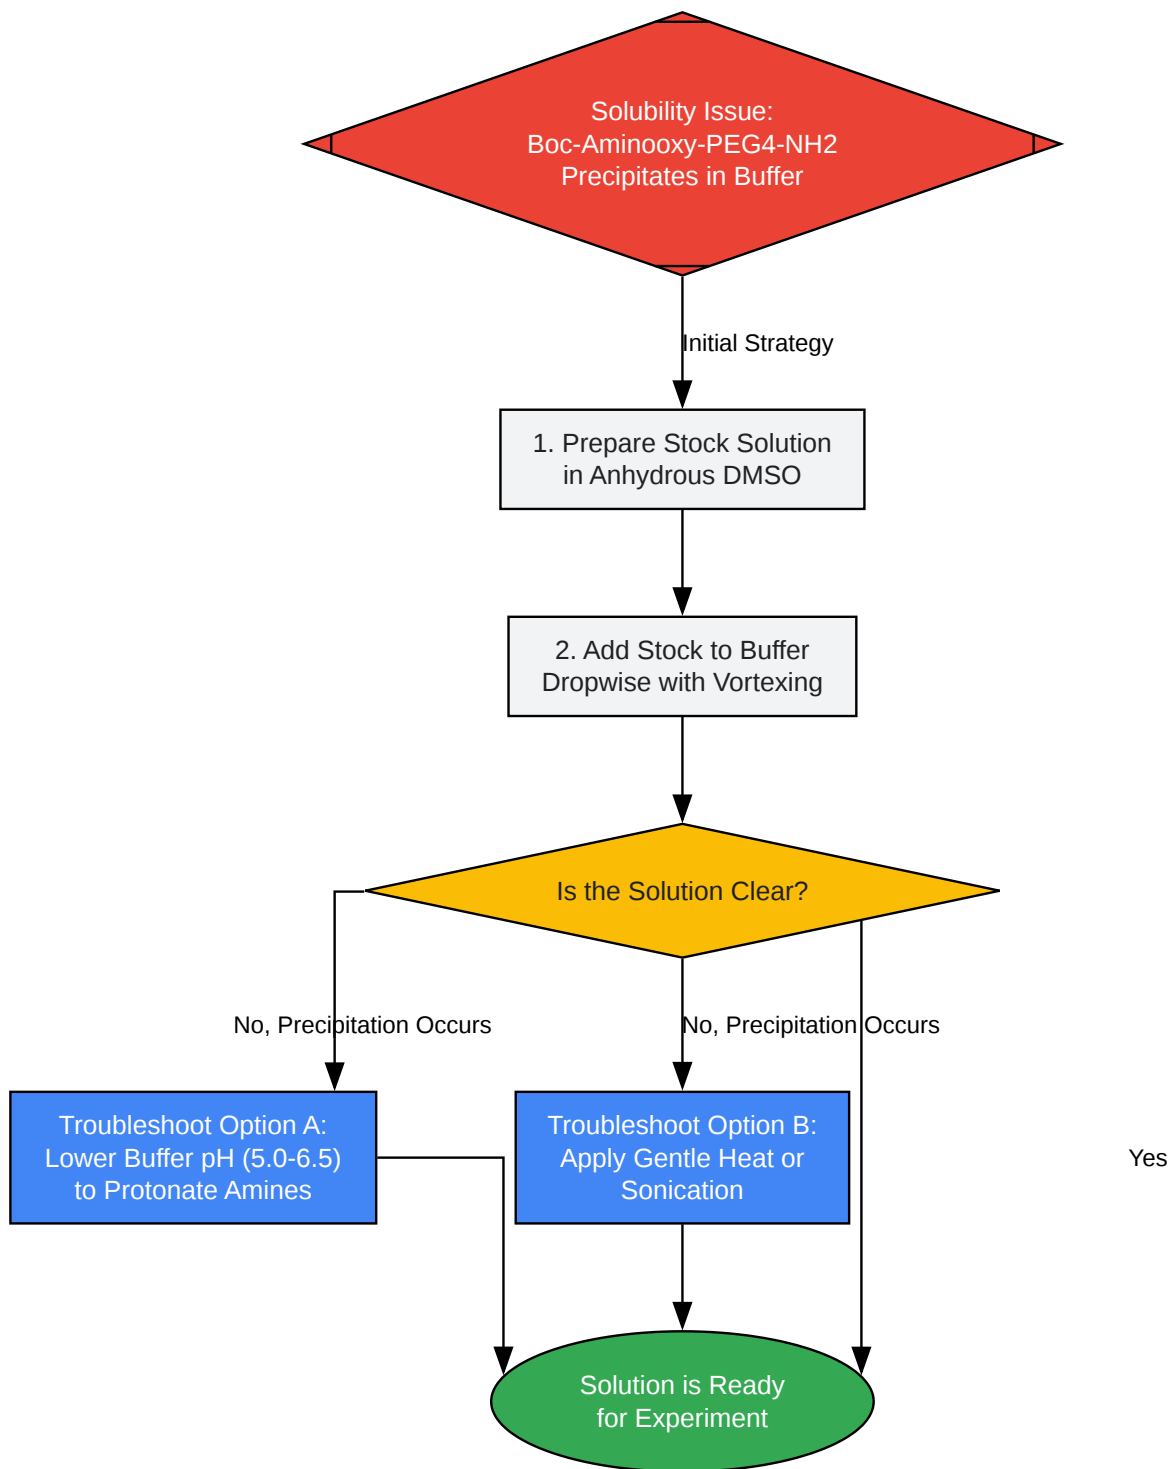 Solubility Issue:
Boc-Aminooxy-PEG4-NH2
Precipitates in Buffer
Initial Strategy
1. Prepare Stock Solution
in Anhydrous DMSO
2. Add Stock to Buffer
Dropwise with Vortexing
Is the Solution Clear?
No, Precipitation Occurs
No, Precipitation Occurs
Troubleshoot Option A:
Lower Buffer pH (5.0-6.5)
to Protonate Amines
Troubleshoot Option B:
Apply Gentle Heat or
Sonication
Yes
Solution is Ready
for Experiment